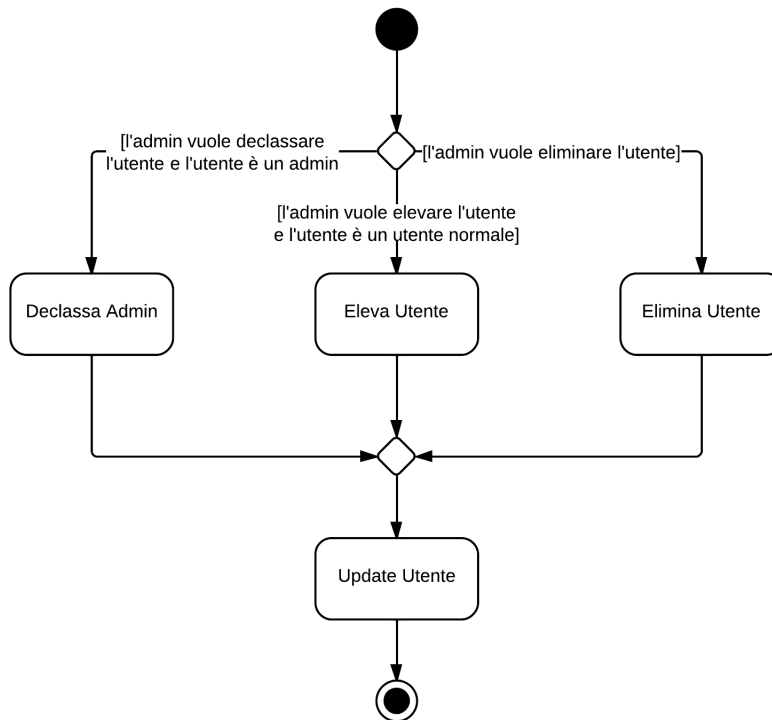 [l'admin vuole declassare
l'utente e l'utente è un admin
[l'admin vuole eliminare l'utente]
[l'admin vuole elevare l'utente
e l'utente è un utente normale]
Declassa Admin
Eleva Utente
Elimina Utente
Update Utente